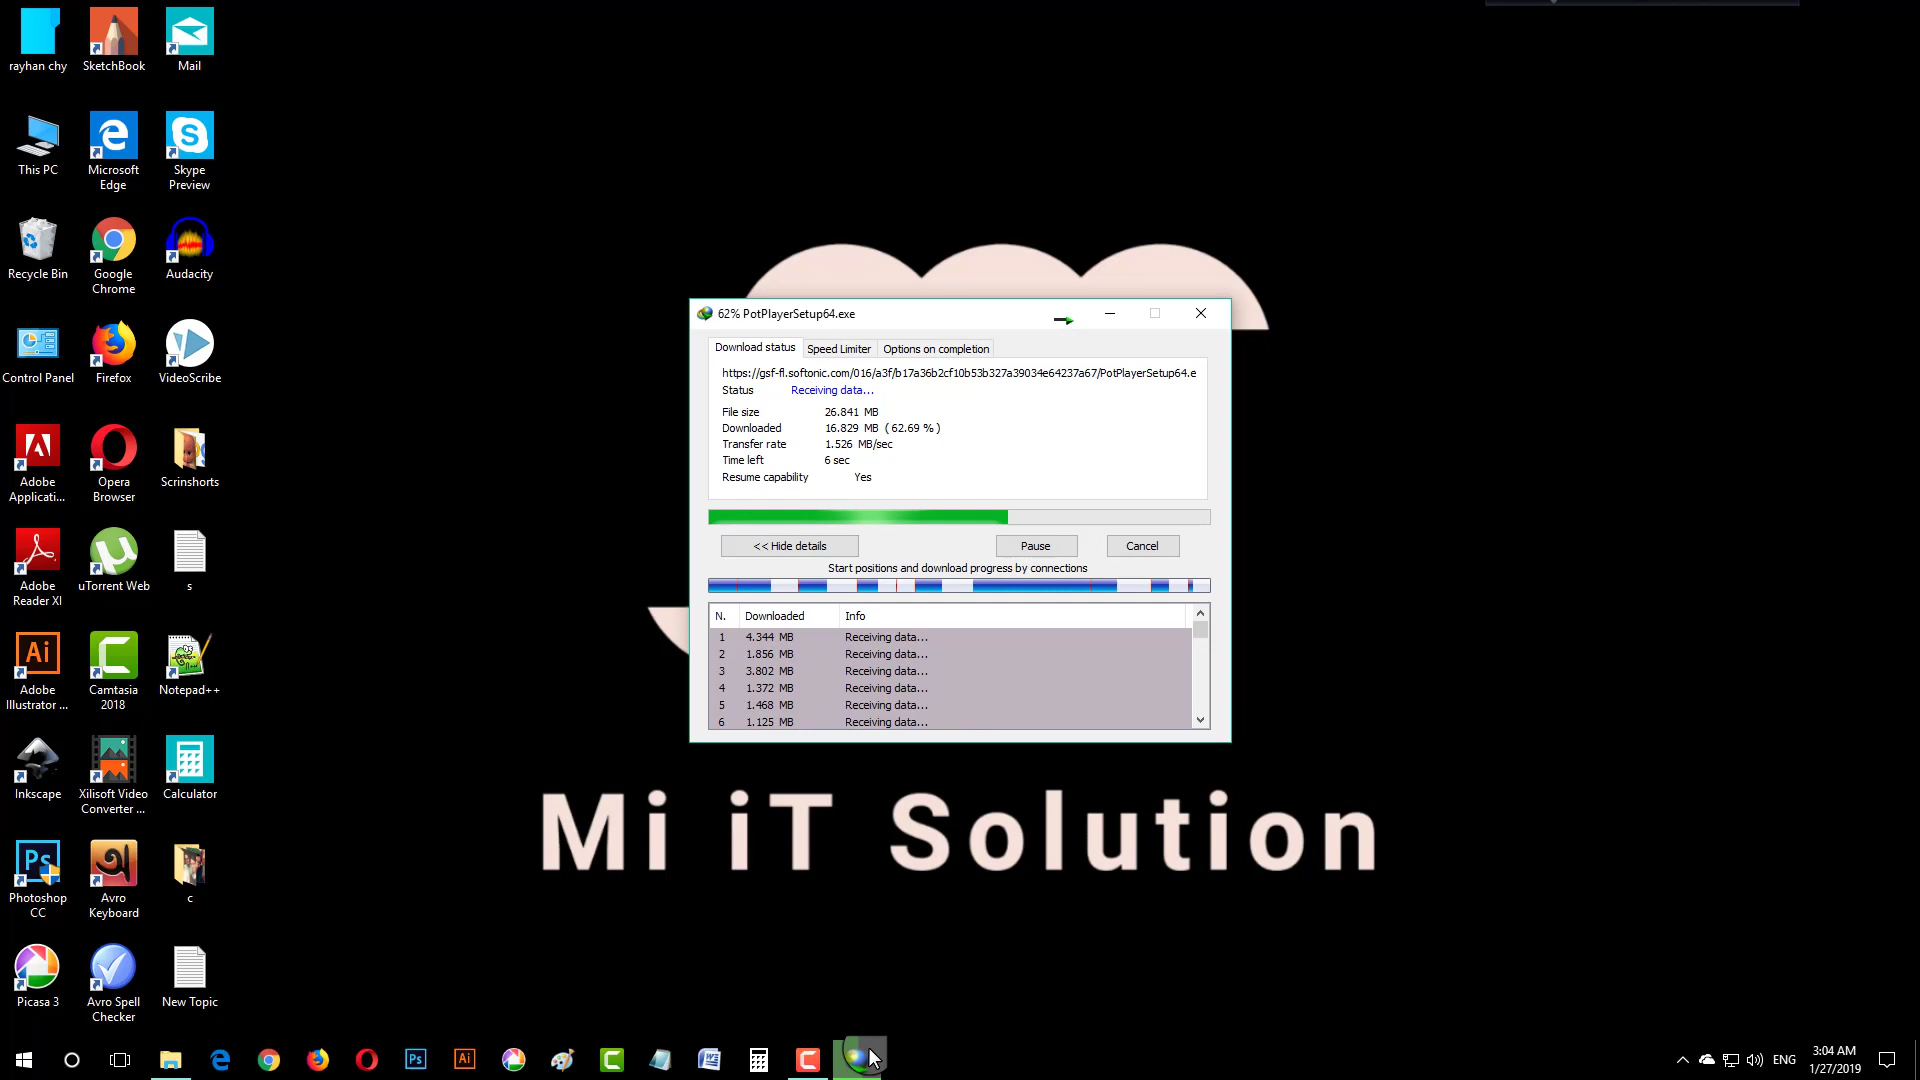 rayhan chy
SketchBook
Mail
This PC
Microsoft
Edge
Skype
Preview
Recycle Bin
Google
Chrome
Audacity
Control Panel
Firefox
VideoScribe
Adobe
Applicati...
Opera
Browser
Scrinshorts
Adobe
Reader XI
uTorrent Web
s
Ai
Adobe
Illustrator ...
Camtasia
2018
Notepad++
Inkscape
Xilisoft Video
Converter ...
Calculator
Ps
Photoshop
CC
Avro
Keyboard
c
Picasa 3
Avro Spell
Checker
New Topic
62% PotPlayerSetup64.exe
Download status
Speed Limiter
Options on completion
https://gsf-fl.softonic.com/016/a3f/b17a36b2cf10b53b327a39034e64237a67/PotPlayerSetup64.e
Status Receiving data...
File size 26.841 MB
Downloaded 16.829 MB ( 62.69 % )
Transfer rate 1.526 MB/sec
Time left 6 sec
Resume capability Yes
<< Hide details
Pause
Cancel
Start positions and download progress by connections
N. Downloaded Info
1 4.344 MB Receiving data...
2 1.856 MB Receiving data...
3 3.802 MB Receiving data...
4 1.372 MB Receiving data...
5 1.468 MB Receiving data...
6 1.125 MB Receiving data...
Mi iT Solution
Ps
Ai
ENG
3:04 AM
1/27/2019